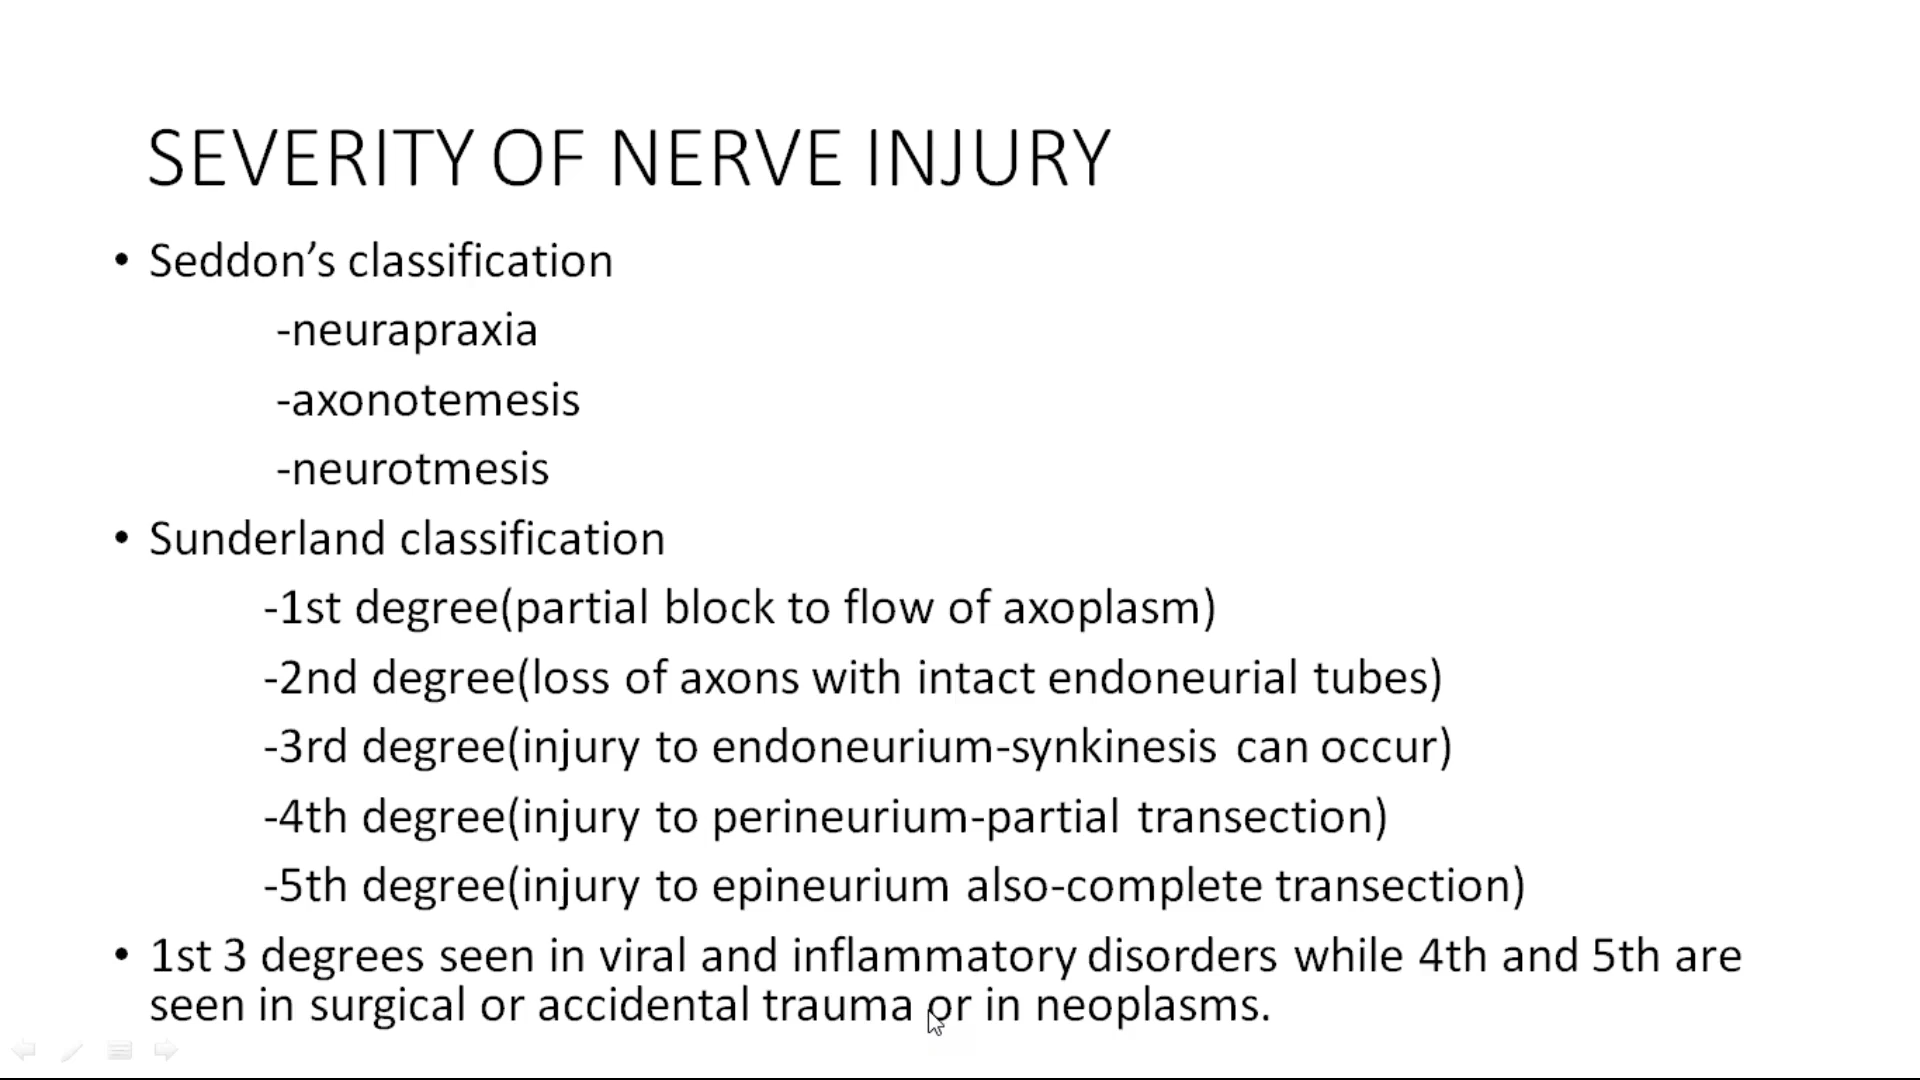 SEVERITY OF NERVE INJURY
• Seddon’s classification
-neurapraxia
-axonotemesis
-neurotmesis
• Sunderland classification
-1st degree(partial block to flow of axoplasm)
-2nd degree(loss of axons with intact endoneurial tubes)
-3rd degree(injury to endoneurium-synkinesis can occur)
-4th degree(injury to perineurium-partial transection)
-5th degree(injury to epineurium also-complete transection)
• 1st 3 degrees seen in viral and inflammatory disorders while 4th and 5th are
seen in surgical or accidental trauma or in neoplasms.